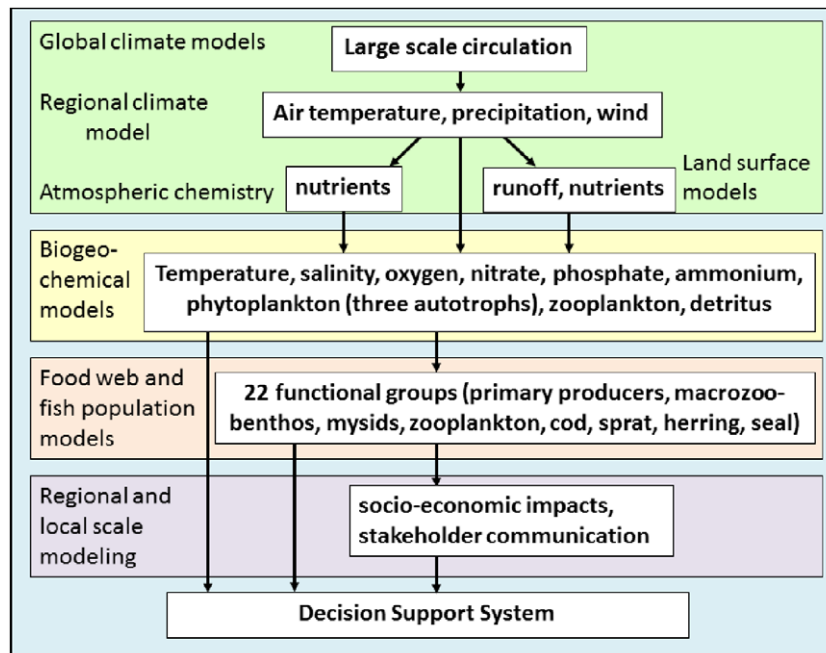 Global climate models
Large scale circulation
Regional climate
model
Air temperature, precipitation, wind
Atmospheric chemistry
nutrients
runoff, nutrients
Land surface
models
Biogeo-
chemical
models
Temperature, salinity, oxygen, nitrate, phosphate, ammonium,
phytoplankton (three autotrophs), zooplankton, detritus
Food web and
fish population
models
22 functional groups (primary producers, macrozoo-
benthos, mysids, zooplankton, cod, sprat, herring, seal)
Regional and
local scale
modeling
socio-economic impacts,
stakeholder communication
Decision Support System